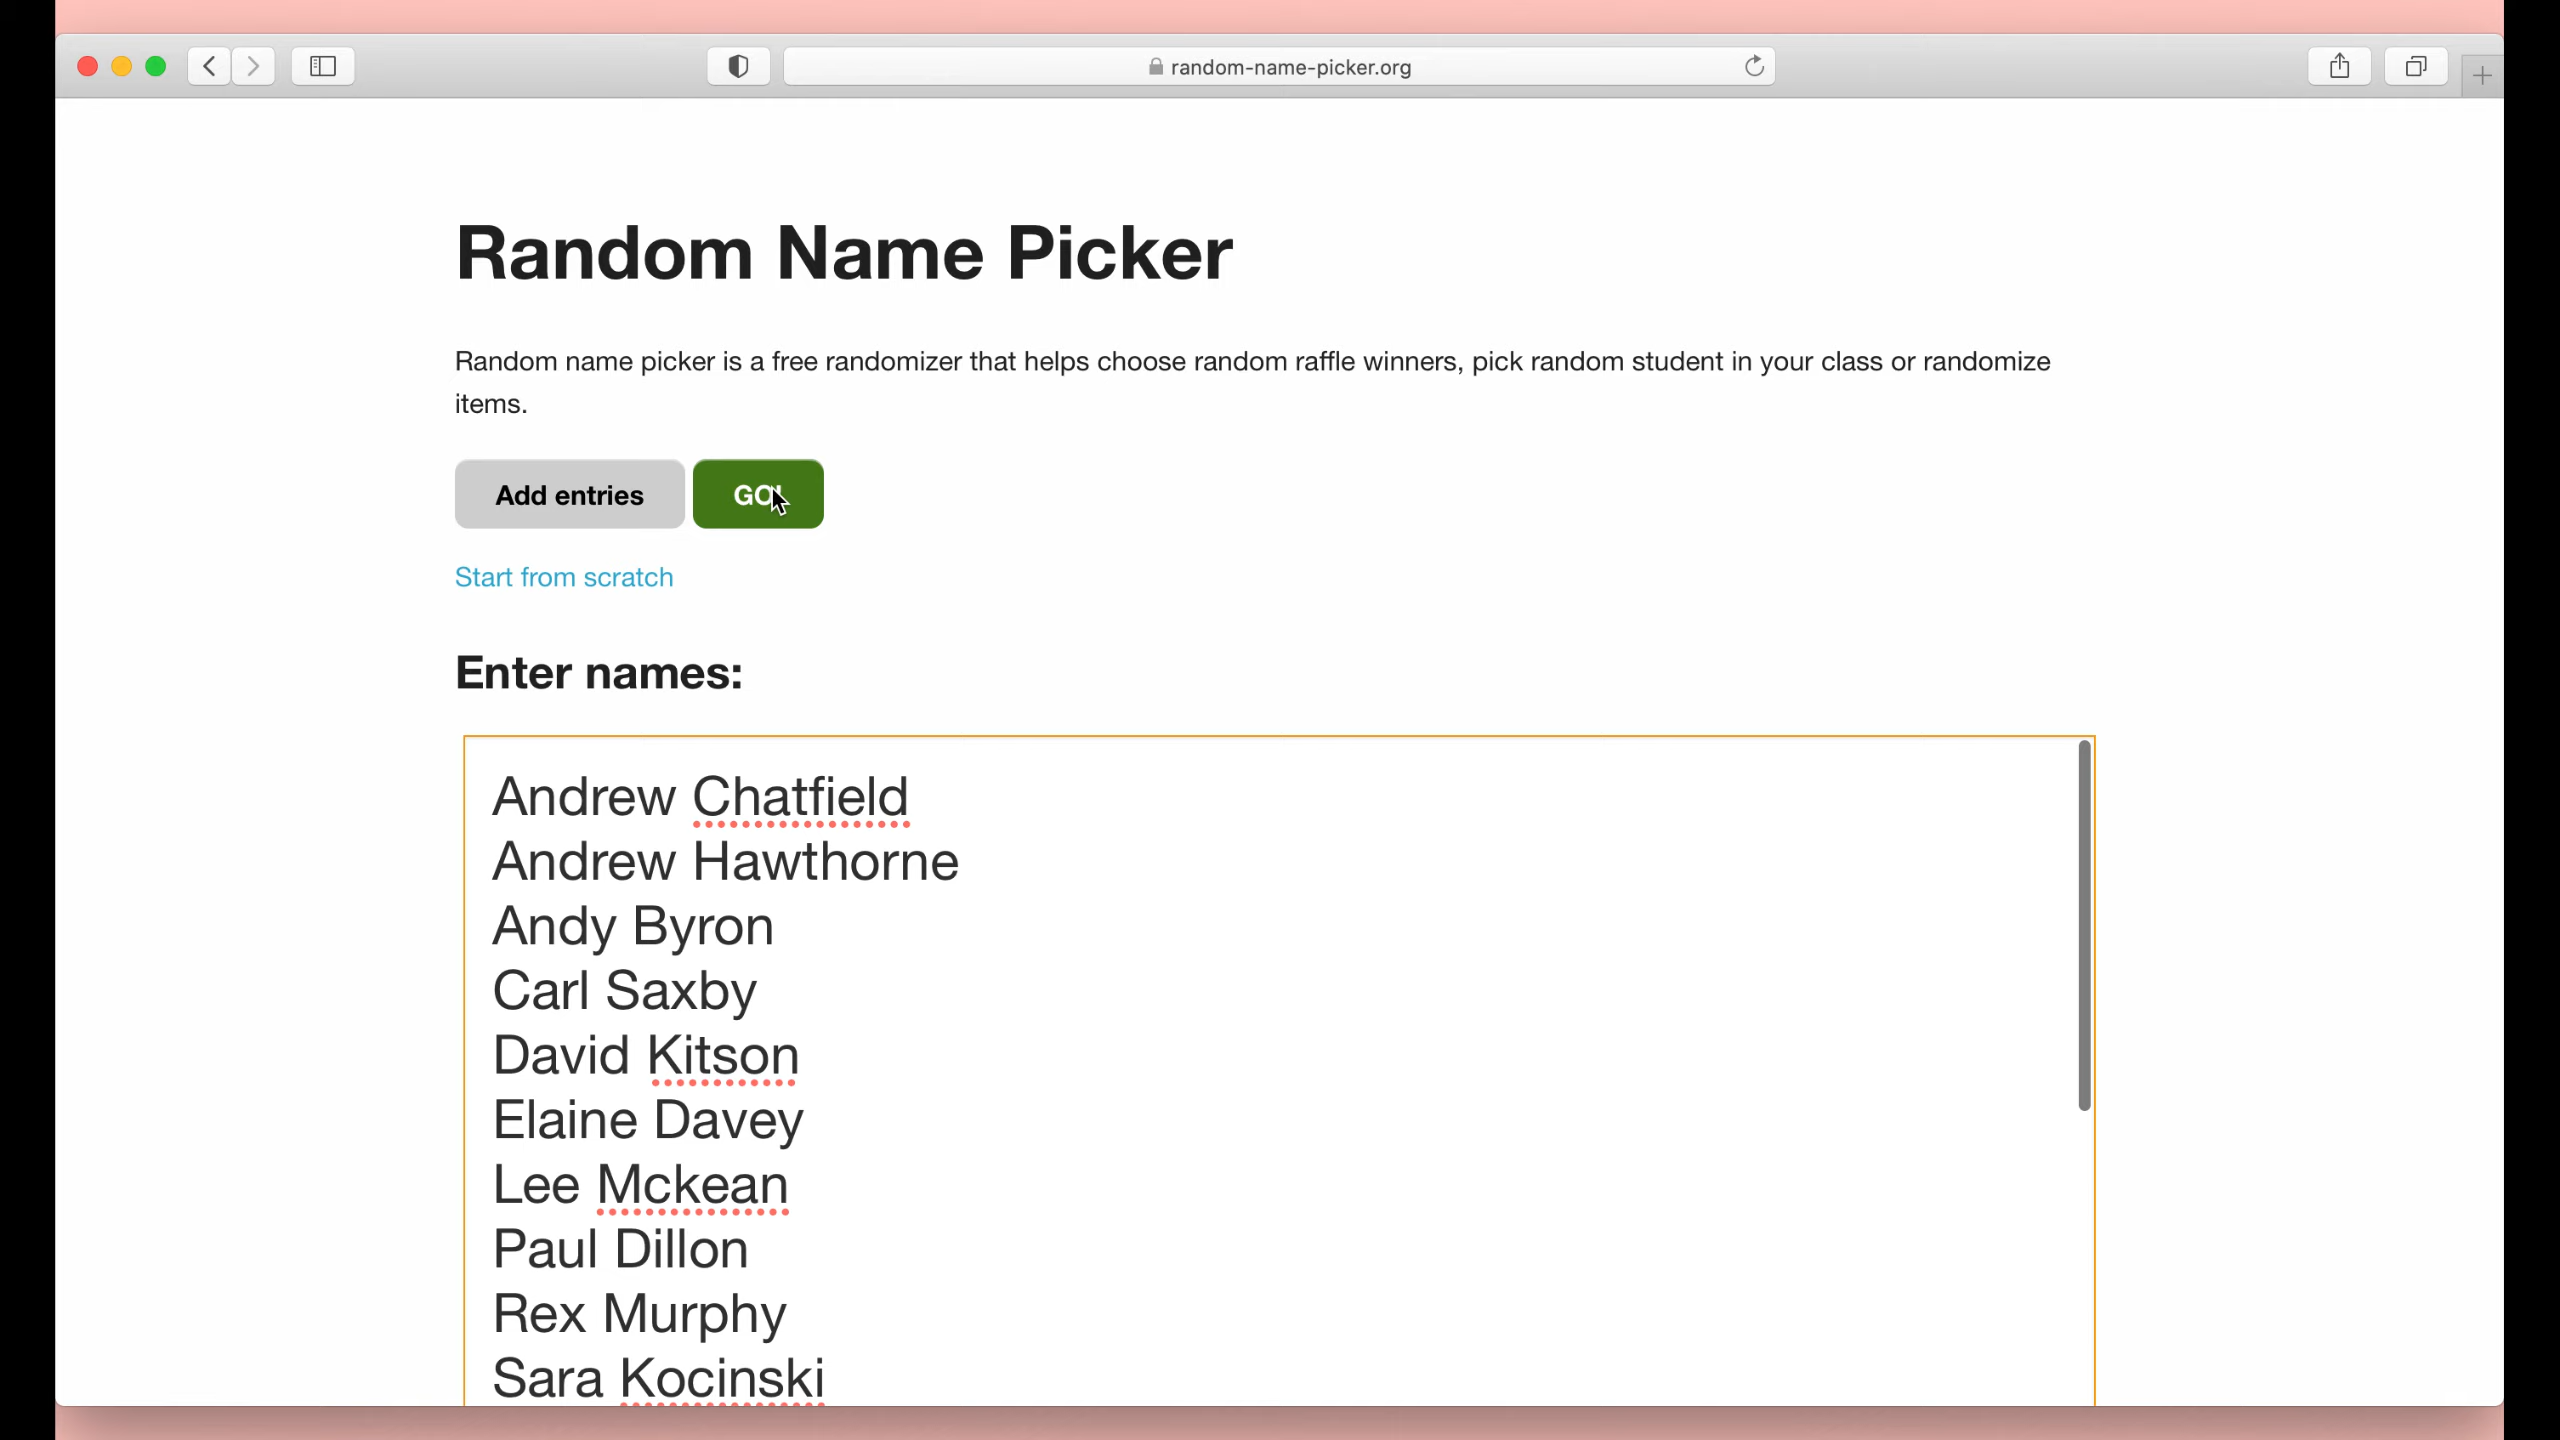 random-name-picker.org
Random Name Picker
Random name picker is a free randomizer that helps choose random raffle winners, pick random student in your class or randomize
items.
Add entries GO!
Start from scratch
Enter names:
Andrew Chatfield
Andrew Hawthorne
Andy Byron
Carl Saxby
David Kitson
Elaine Davey
Lee Mckean
Paul Dillon
Rex Murphy
Sara Kocinski